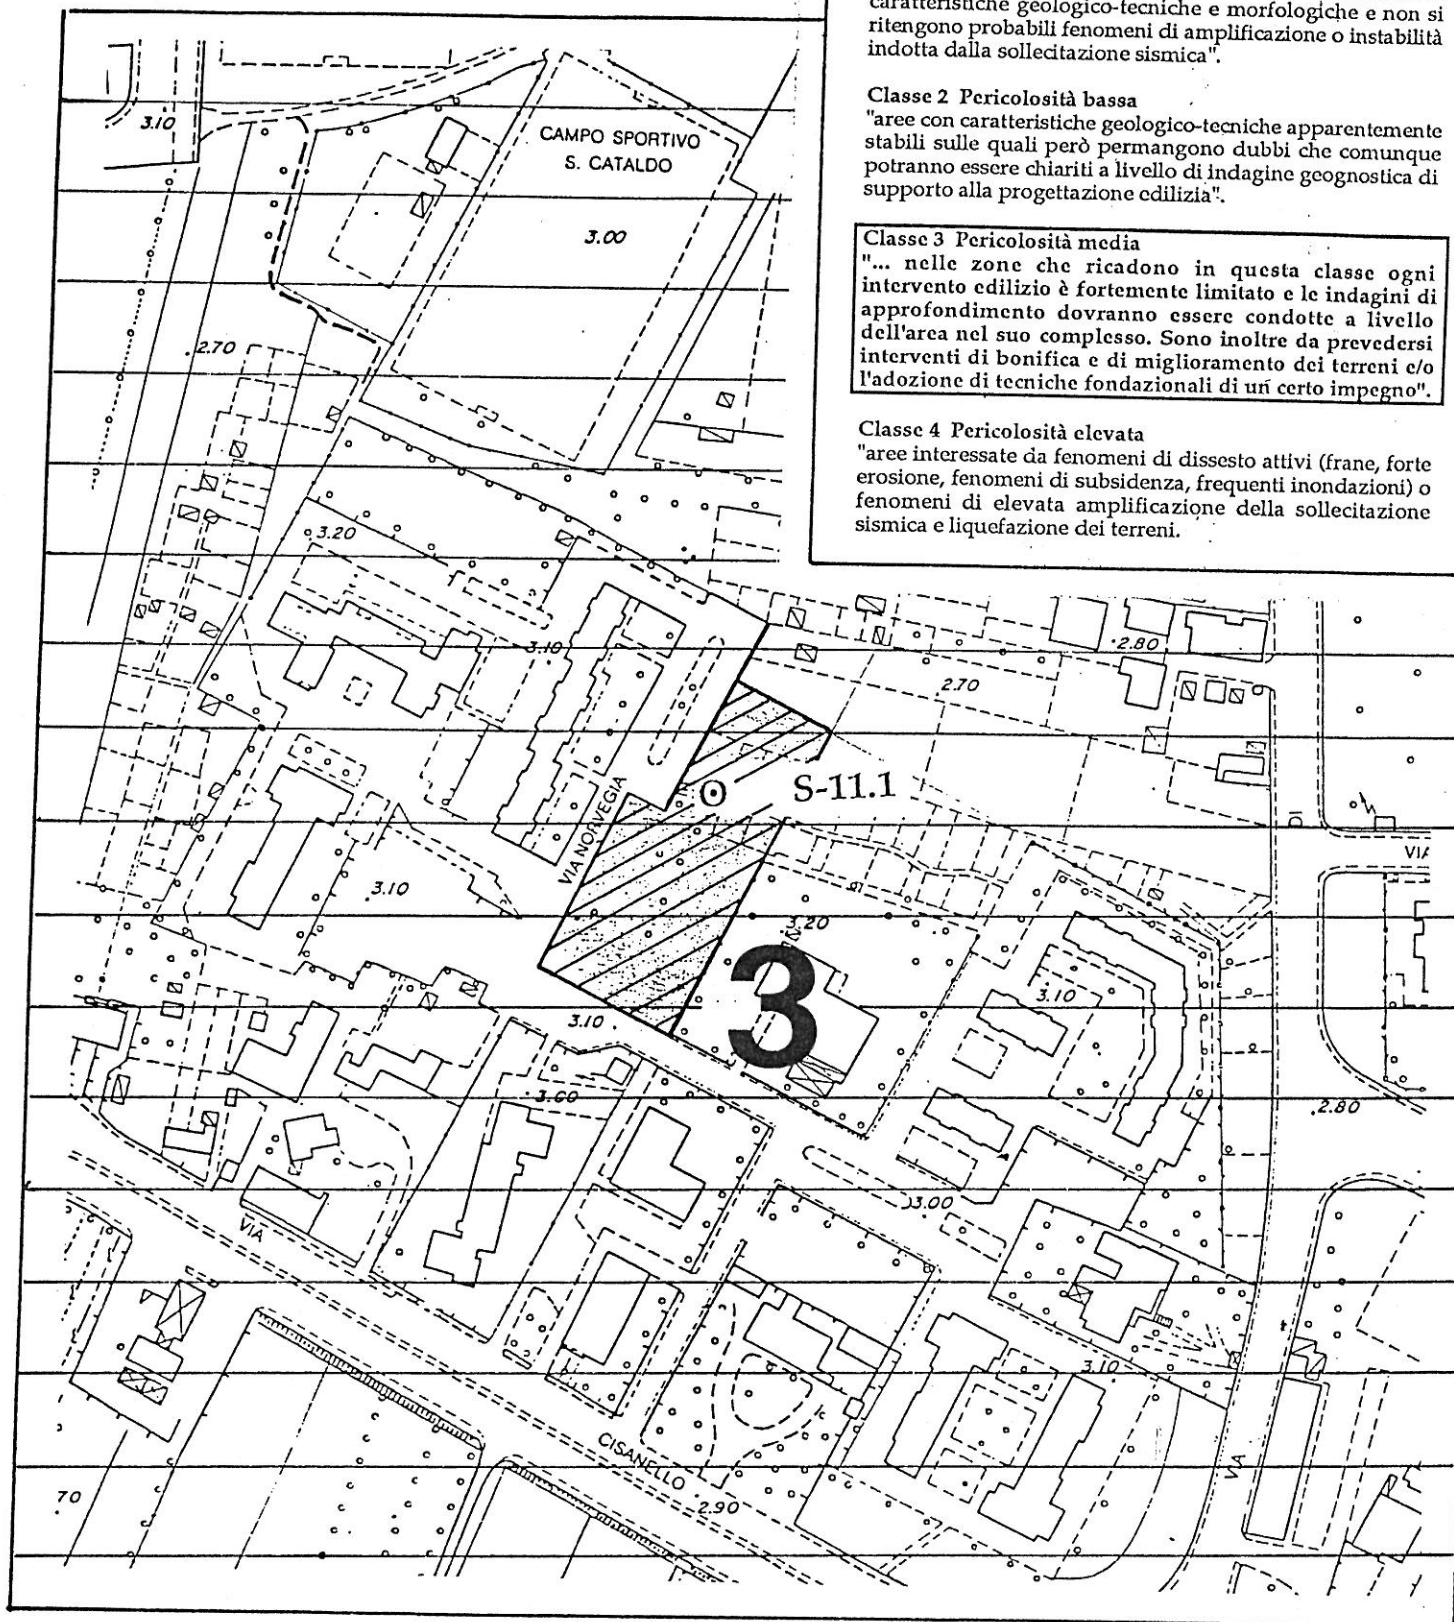 caratteristiche geologico-tecniche e morfologiche e non si
ritengono probabili fenomeni di amplificazione o instabilità
indotta dalla sollecitazione sismica".
Classe 2 Pericolosità bassa
"aree con caratteristiche geologico-tecniche apparentemente
stabili sulle quali però permangono dubbi che comunque
potranno essere chiariti a livello di indagine geognostica di
supporto alla progettazione edilizia".
Classe 3 Pericolosità media
"... nelle zone che ricadono in questa classe ogni
intervento edilizio è fortemente limitato e le indagini di
approfondimento dovranno essere condotte a livello
dell'area nel suo complesso. Sono inoltre da prevedersi
interventi di bonifica e di miglioramento dei terreni e/o
l'adozione di tecniche fondazionali di un certo impegno".
Classe 4 Pericolosità elevata
"aree interessate da fenomeni di dissesto attivi (frane, forte
erosione, fenomeni di subsidenza, frequenti inondazioni) o
fenomeni di elevata amplificazione della sollecitazione
sismica e liquefazione dei terreni.
3.10
CAMPO SPORTIVO
S. CATALDO
3.00
2.70
3.20
3.10
2.80
2.70
S-11.1
VIA NORVEGIA
DI
VIA
3.10
3.20
3
3.10
3.10
3.60
2.80
3.00
VIA
3.10
CISANELLO
2.90
VIA
70